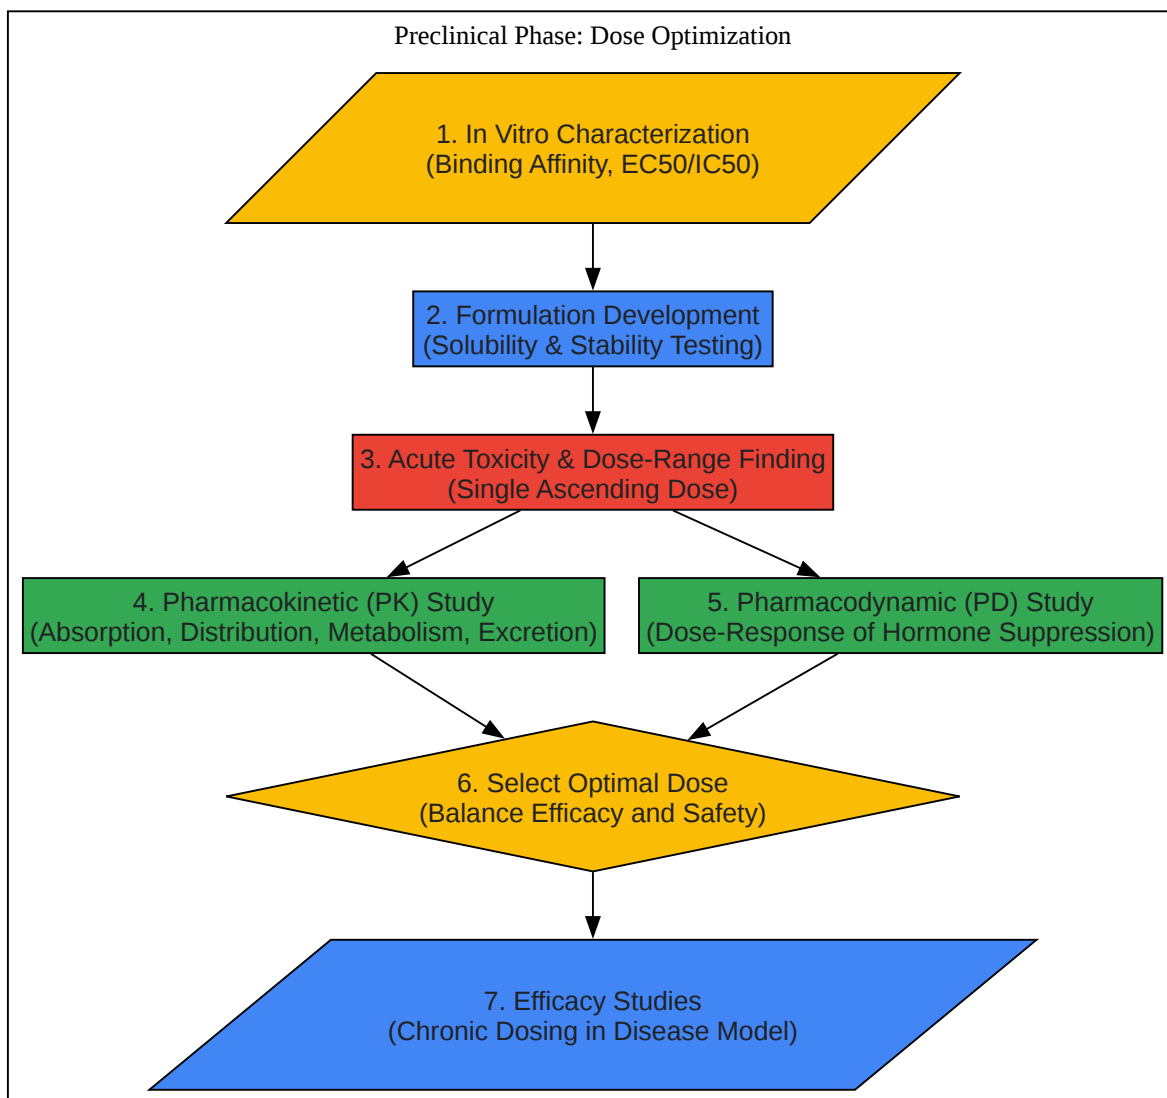 Preclinical Phase: Dose Optimization
1. In Vitro Characterization
(Binding Affinity, EC50/IC50)
2. Formulation Development
(Solubility & Stability Testing)
3. Acute Toxicity & Dose-Range Finding
(Single Ascending Dose)
4. Pharmacokinetic (PK) Study
(Absorption, Distribution, Metabolism, Excretion)
5. Pharmacodynamic (PD) Study
(Dose-Response of Hormone Suppression)
6. Select Optimal Dose
(Balance Efficacy and Safety)
7. Efficacy Studies
(Chronic Dosing in Disease Model)